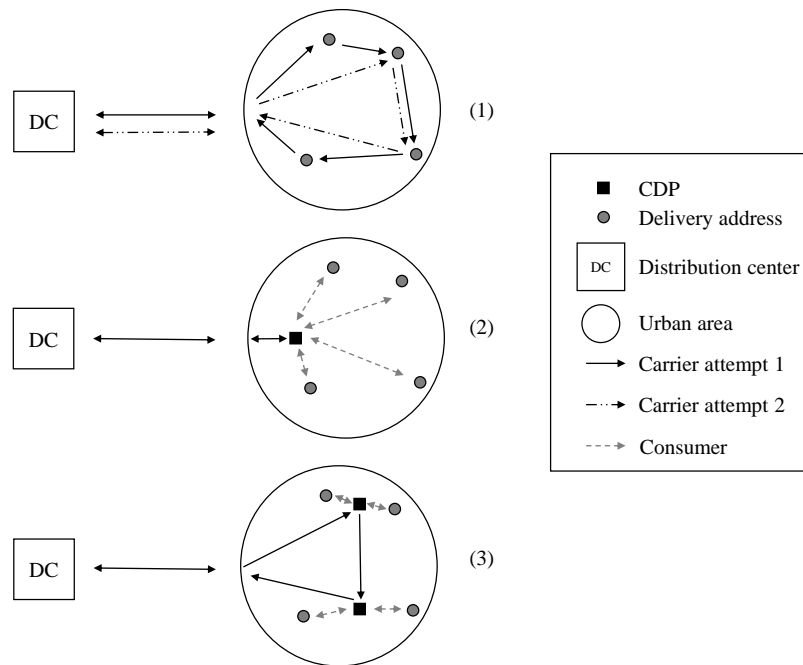 DC
(1)
DC
(2)
DC
(3)
CDP
Delivery address
DC
Distribution center
Urban area
Carrier attempt 1
Carrier attempt 2
Consumer